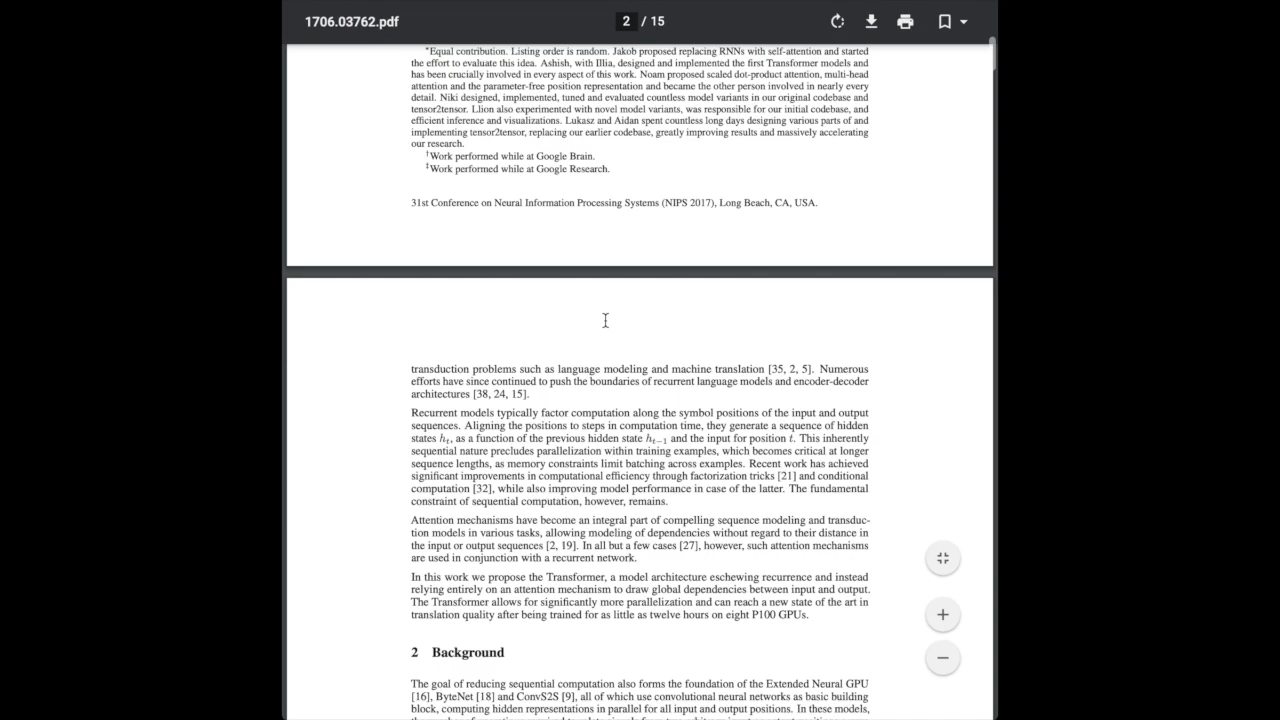 1706.03762.pdf
2 / 15
*Equal contribution. Listing order is random. Jakob proposed replacing RNNs with self-attention and started
the effort to evaluate this idea. Ashish, with Illia, designed and implemented the first Transformer models and
has been crucially involved in every aspect of this work. Noam proposed scaled dot-product attention, multi-head
attention and the parameter-free position representation and became the other person involved in nearly every
detail. Niki designed, implemented, tuned and evaluated countless model variants in our original codebase and
tensor2tensor. Llion also experimented with novel model variants, was responsible for our initial codebase, and
efficient inference and visualizations. Lukasz and Aidan spent countless long days designing various parts of and
implementing tensor2tensor, replacing our earlier codebase, greatly improving results and massively accelerating
our research.
†Work performed while at Google Brain.
‡Work performed while at Google Research.
31st Conference on Neural Information Processing Systems (NIPS 2017), Long Beach, CA, USA.
transduction problems such as language modeling and machine translation [35, 2, 5]. Numerous
efforts have since continued to push the boundaries of recurrent language models and encoder-decoder
architectures [38, 24, 15].
Recurrent models typically factor computation along the symbol positions of the input and output
sequences. Aligning the positions to steps in computation time, they generate a sequence of hidden
states hₜ, as a function of the previous hidden state hₜ₋₁ and the input for position t. This inherently
sequential nature precludes parallelization within training examples, which becomes critical at longer
sequence lengths, as memory constraints limit batching across examples. Recent work has achieved
significant improvements in computational efficiency through factorization tricks [21] and conditional
computation [32], while also improving model performance in case of the latter. The fundamental
constraint of sequential computation, however, remains.
Attention mechanisms have become an integral part of compelling sequence modeling and transduc-
tion models in various tasks, allowing modeling of dependencies without regard to their distance in
the input or output sequences [2, 19]. In all but a few cases [27], however, such attention mechanisms
are used in conjunction with a recurrent network.
In this work we propose the Transformer, a model architecture eschewing recurrence and instead
relying entirely on an attention mechanism to draw global dependencies between input and output.
The Transformer allows for significantly more parallelization and can reach a new state of the art in
translation quality after being trained for as little as twelve hours on eight P100 GPUs.
2 Background
The goal of reducing sequential computation also forms the foundation of the Extended Neural GPU
[16], ByteNet [18] and ConvS2S [9], all of which use convolutional neural networks as basic building
block, computing hidden representations in parallel for all input and output positions. In these models,